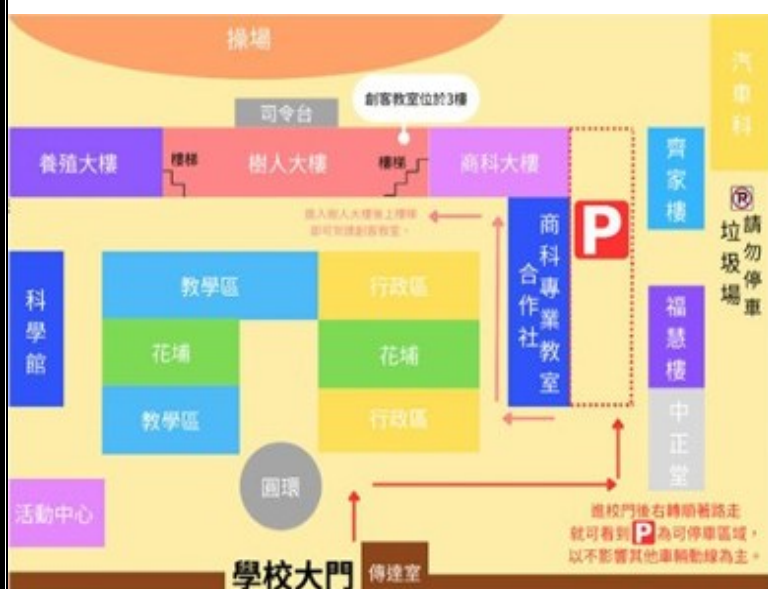 操場
汽車科
創客教室位於3樓
司令台
養殖大樓
樓梯
樹人大樓
樓梯
商科大樓
齊家樓
P
請勿停車
垃圾場
進入樹人大樓後上樓梯
即可到達創客教室。
商科專業教室
合作社
科學館
教學區
行政區
花埔
花埔
福慧樓
教學區
行政區
中正堂
圓環
活動中心
進校門後右轉順著路走
就可看到P為可停車區域，
以不影響其他車輛動線為主。
學校大門
傳達室